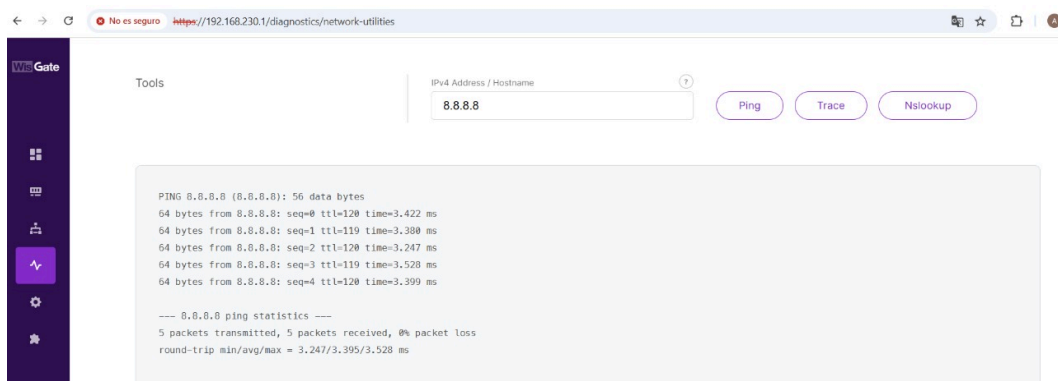 No es seguro https://192.168.230.1/diagnostics/network-utilities A
WisGate
Tools
IPv4 Address / Hostname ?
8.8.8.8
Ping Trace Nslookup
PING 8.8.8.8 (8.8.8.8): 56 data bytes
64 bytes from 8.8.8.8: seq=0 ttl=120 time=3.422 ms
64 bytes from 8.8.8.8: seq=1 ttl=119 time=3.380 ms
64 bytes from 8.8.8.8: seq=2 ttl=120 time=3.247 ms
64 bytes from 8.8.8.8: seq=3 ttl=119 time=3.528 ms
64 bytes from 8.8.8.8: seq=4 ttl=120 time=3.399 ms
--- 8.8.8.8 ping statistics ---
5 packets transmitted, 5 packets received, 0% packet loss
round-trip min/avg/max = 3.247/3.395/3.528 ms